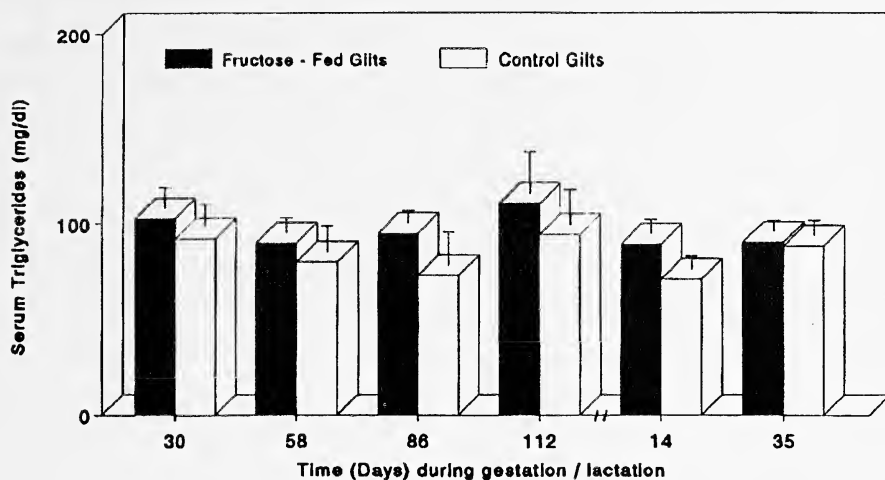 200
Fructose - Fed Gilts
Control Gilts
Serum Triglycerides (mg/dl)
100
0
30 58 86 112 14 35
Time (Days) during gestation / lactation